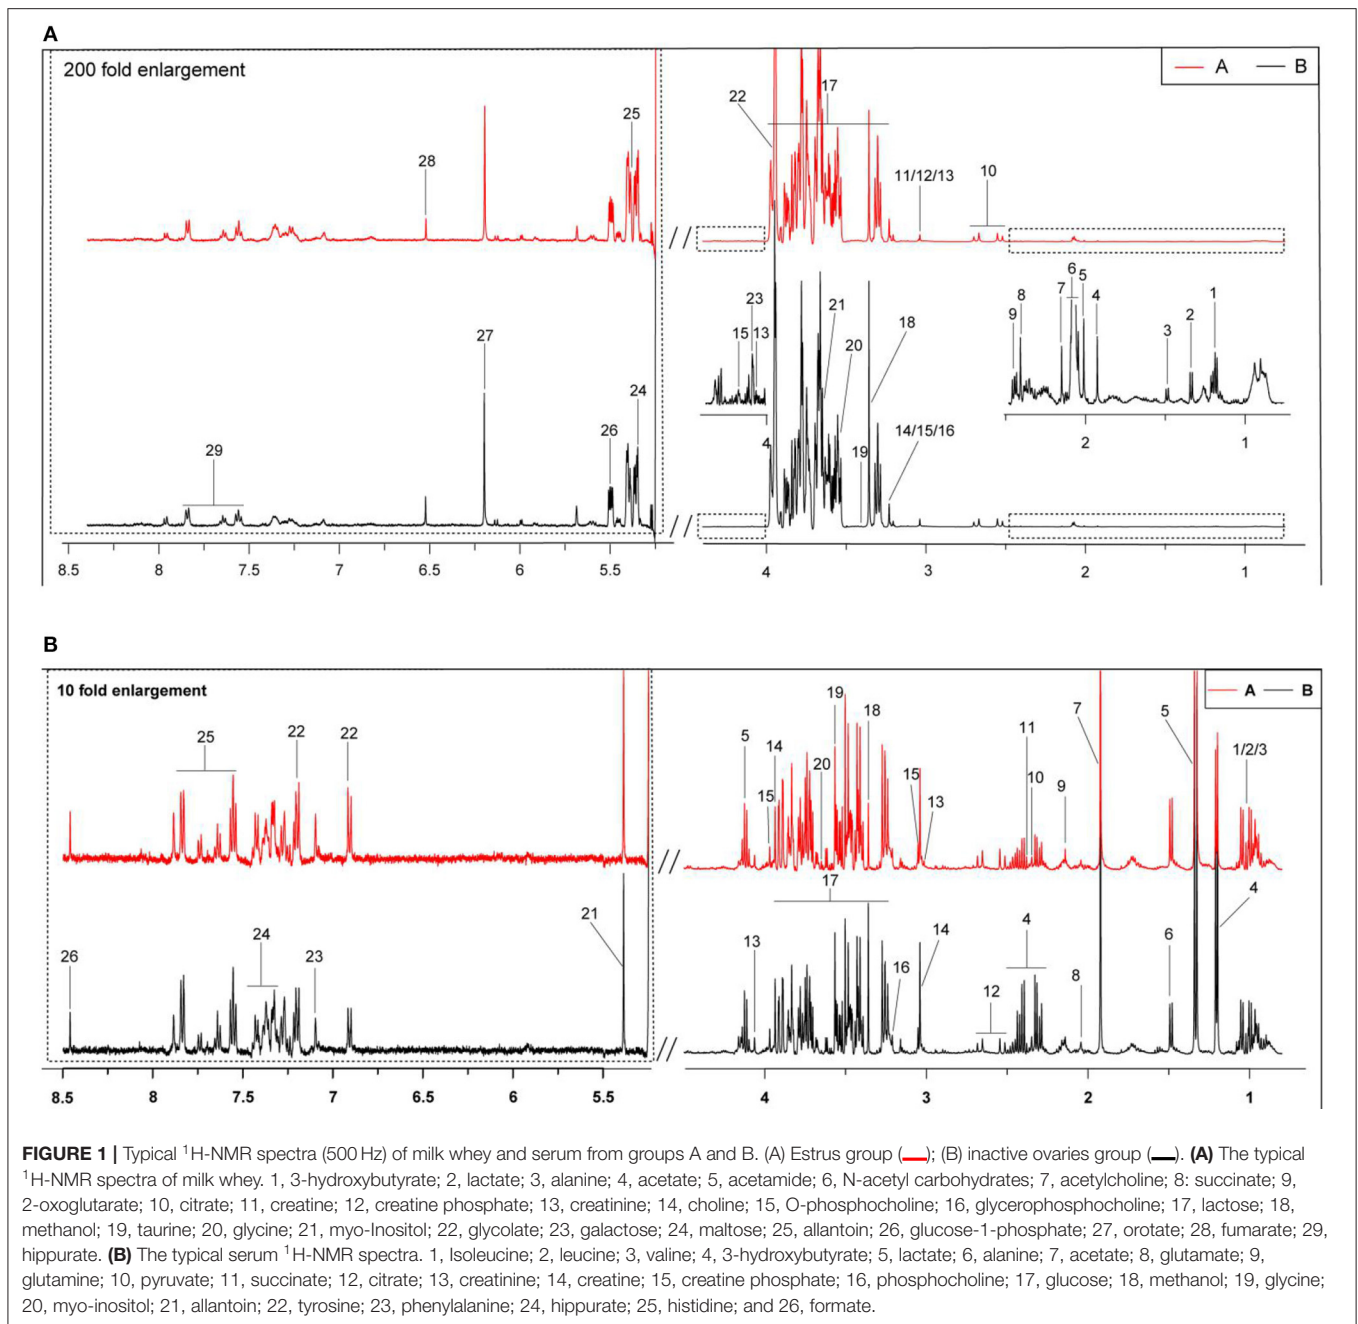 A
200 fold enlargement
A B
22 17
25
28
11/12/13 10
27
23
15 13
21
20
18
9 8 7 6 5 4 3 2 1
24
26
29
19
14/15/16
4 2 1
8.5 8 7.5 7 6.5 6 5.5 4 3 2 1
B
10 fold enlargement
A B
25 22 22
5 14 15 19 20 18 15 13 11 10 9 7 5 1/2/3
26 24 23 21
13 17 16 14 12 4 8 6 4
8.5 8 7.5 7 6.5 6 5.5 4 3 2 1
FIGURE 1 | Typical ¹H-NMR spectra (500 Hz) of milk whey and serum from groups A and B. (A) Estrus group (); (B) inactive ovaries group (). (A) The typical
¹H-NMR spectra of milk whey. 1, 3-hydroxybutyrate; 2, lactate; 3, alanine; 4, acetate; 5, acetamide; 6, N-acetyl carbohydrates; 7, acetylcholine; 8: succinate; 9,
2-oxoglutarate; 10, citrate; 11, creatine; 12, creatine phosphate; 13, creatinine; 14, choline; 15, O-phosphocholine; 16, glycerophosphocholine; 17, lactose; 18,
methanol; 19, taurine; 20, glycine; 21, myo-Inositol; 22, glycolate; 23, galactose; 24, maltose; 25, allantoin; 26, glucose-1-phosphate; 27, orotate; 28, fumarate; 29,
hippurate. (B) The typical serum ¹H-NMR spectra. 1, Isoleucine; 2, leucine; 3, valine; 4, 3-hydroxybutyrate; 5, lactate; 6, alanine; 7, acetate; 8, glutamate; 9,
glutamine; 10, pyruvate; 11, succinate; 12, citrate; 13, creatinine; 14, creatine; 15, creatine phosphate; 16, phosphocholine; 17, glucose; 18, methanol; 19, glycine;
20, myo-inositol; 21, allantoin; 22, tyrosine; 23, phenylalanine; 24, hippurate; 25, histidine; and 26, formate.